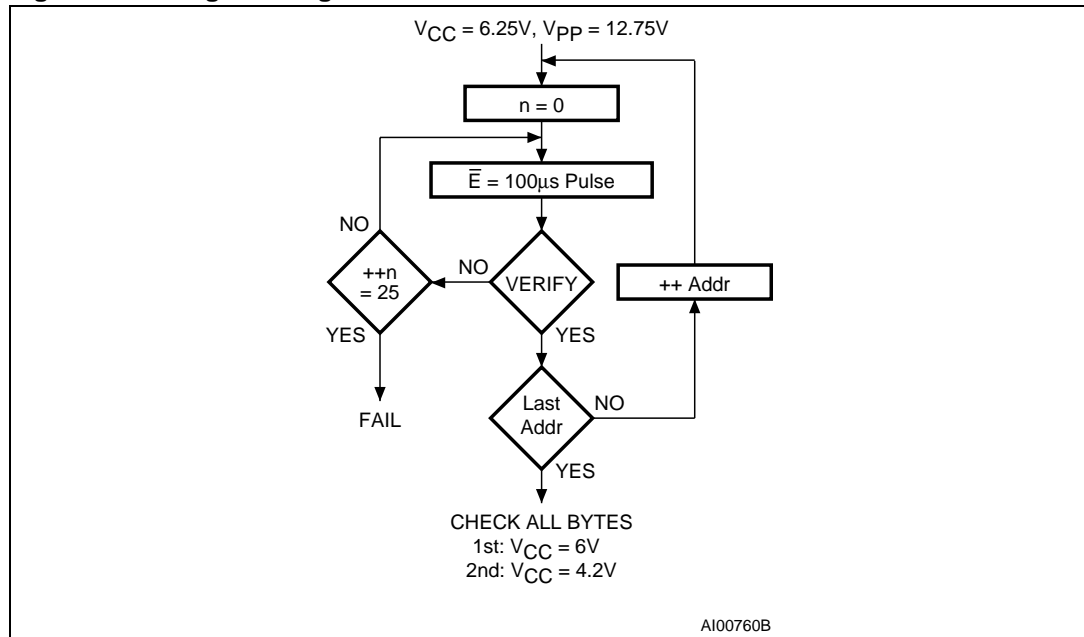 VCC = 6.25V, VPP = 12.75V
n = 0
E̅ = 100μs Pulse
NO
++n
= 25
NO
VERIFY
++ Addr
YES
YES
FAIL
Last
Addr
NO
YES
CHECK ALL BYTES
1st: VCC = 6V
2nd: VCC = 4.2V
AI00760B